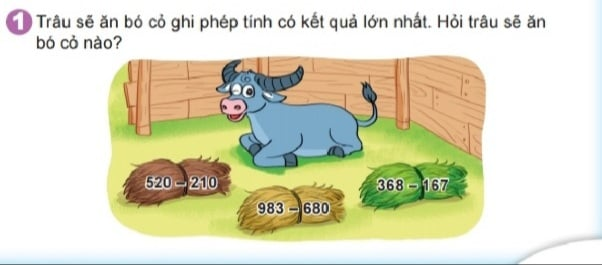 1 Trâu sẽ ăn bó cỏ ghi phép tính có kết quả lớn nhất. Hỏi trâu sẽ ăn
bó cỏ nào?
520 - 210
368 - 167
983 - 680